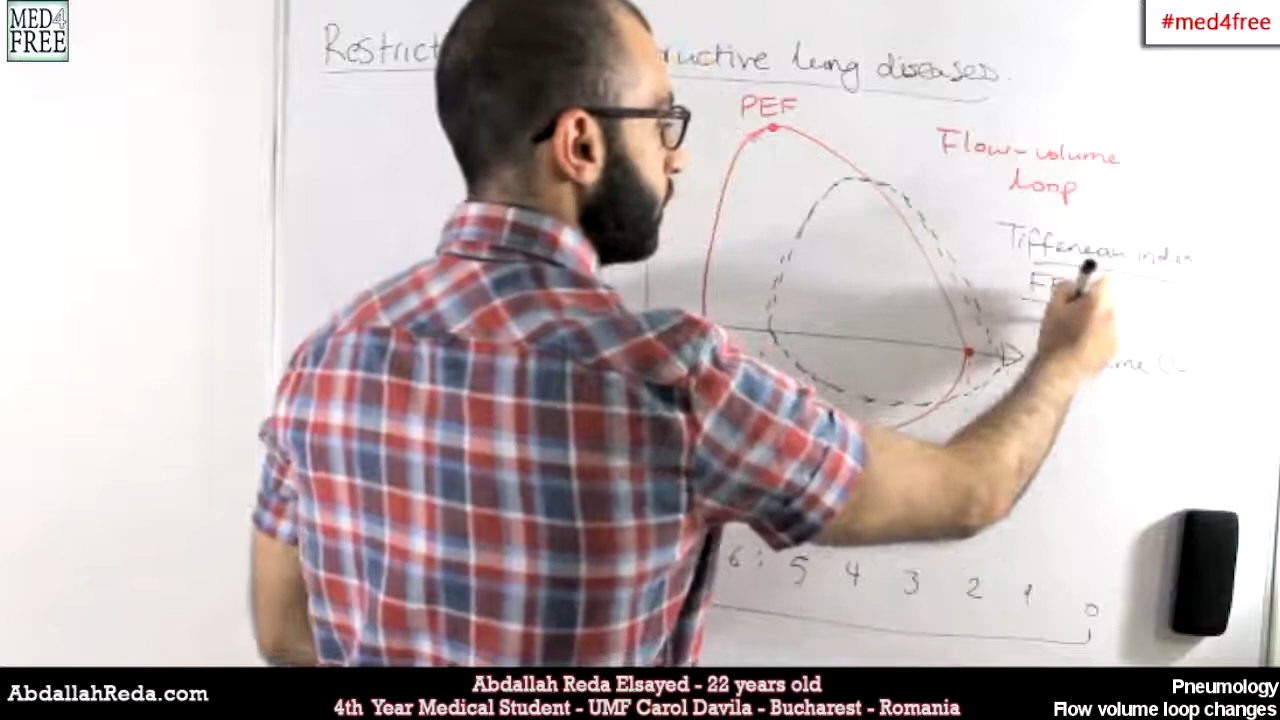 MED4
FREE
#med4free
Restrict ructive lung diseases.
PEF
Flow-volume
Loop
Tiffeneau
6 5 4 3 2 1 0
AbdallahReda.com
Abdallah Reda Elsayed - 22 years old
4th Year Medical Student - UMF Carol Davila - Bucharest - Romania
Pneumology
Flow volume loop changes